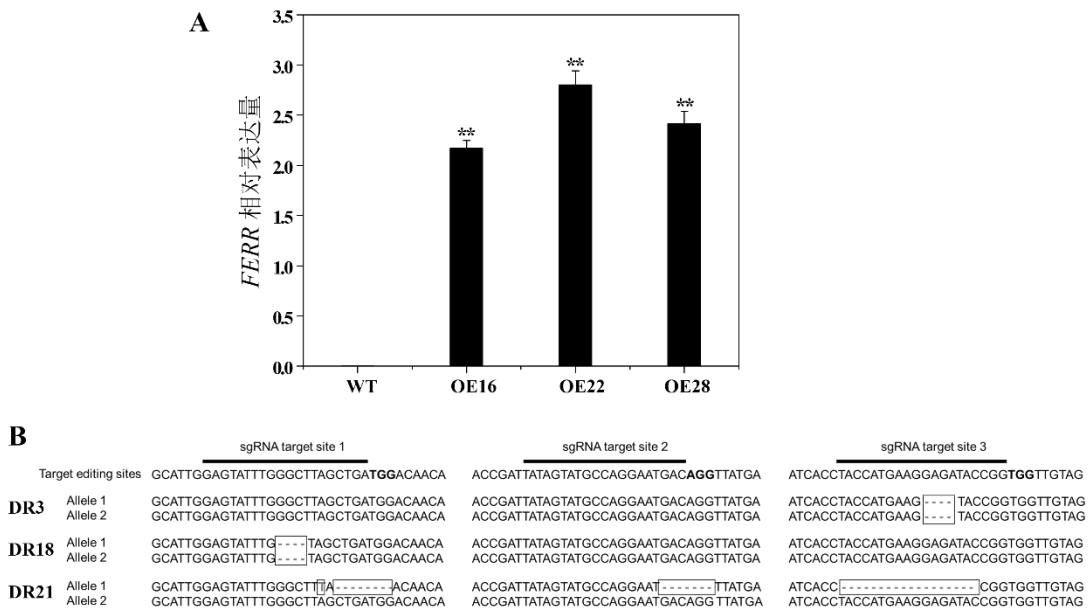 A
FERR 相对表达量
3.5
3.0
2.5
2.0
1.5
1.0
0.5
0.0
**
**
**
WT OE16 OE22 OE28
B
sgRNA target site 1 sgRNA target site 2 sgRNA target site 3
Target editing sites GCATTGGAGTATTTGGGCTTAGCTGATGGACAACA ACCGATTATAGTATGCCAGGAATGACAGGTTATGA ATCACCTACCATGAAGGAGATACCGGTGGTTGTAG
DR3
Allele 1 GCATTGGAGTATTTGGGCTTAGCTGATGGACAACA ACCGATTATAGTATGCCAGGAATGACAGGTTATGA ATCACCTACCATGAAG----TACCGGTGGTTGTAG
Allele 2 GCATTGGAGTATTTGGGCTTAGCTGATGGACAACA ACCGATTATAGTATGCCAGGAATGACAGGTTATGA ATCACCTACCATGAAG----TACCGGTGGTTGTAG
DR18
Allele 1 GCATTGGAGTATTTG----TAGCTGATGGACAACA ACCGATTATAGTATGCCAGGAATGACAGGTTATGA ATCACCTACCATGAAGGAGATACCGGTGGTTGTAG
Allele 2 GCATTGGAGTATTTG----TAGCTGATGGACAACA ACCGATTATAGTATGCCAGGAATGACAGGTTATGA ATCACCTACCATGAAGGAGATACCGGTGGTTGTAG
DR21
Allele 1 GCATTGGAGTATTTGGGCTT-A-------ACAACA ACCGATTATAGTATGCCAGGAAT-------TTATGA ATCACC-----------------CGGTGGTTGTAG
Allele 2 GCATTGGAGTATTTGGGCTTAGCTGATGGACAACA ACCGATTATAGTATGCCAGGAATGACAGGTTATGA ATCACCTACCATGAAGGAGATACCGGTGGTTGTAG